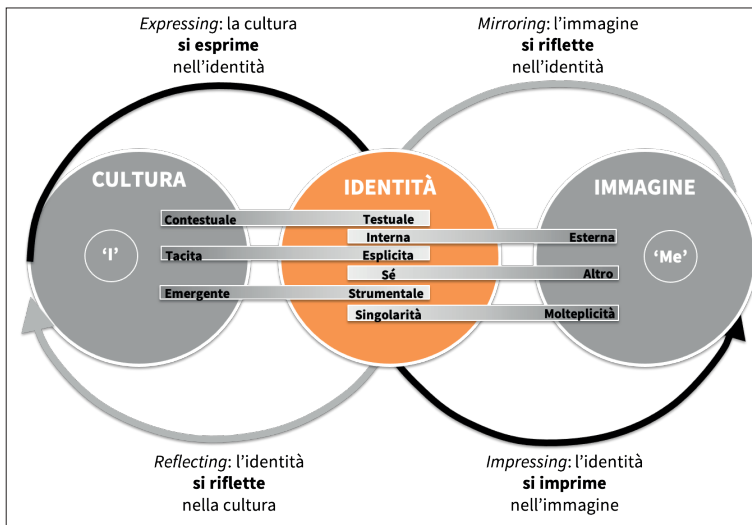 Expressing: la cultura
si esprime
nell’identità
Mirroring: l’immagine
si riflette
nell’identità
CULTURA
IDENTITÀ
IMMAGINE
Contestuale
Testuale
Interna
Esterna
‘I’
Tacita
Esplicita
‘Me’
Sé
Altro
Emergente
Strumentale
Singolarità
Molteplicità
Reflecting: l’identità
si riflette
nella cultura
Impressing: l’identità
si imprime
nell’immagine